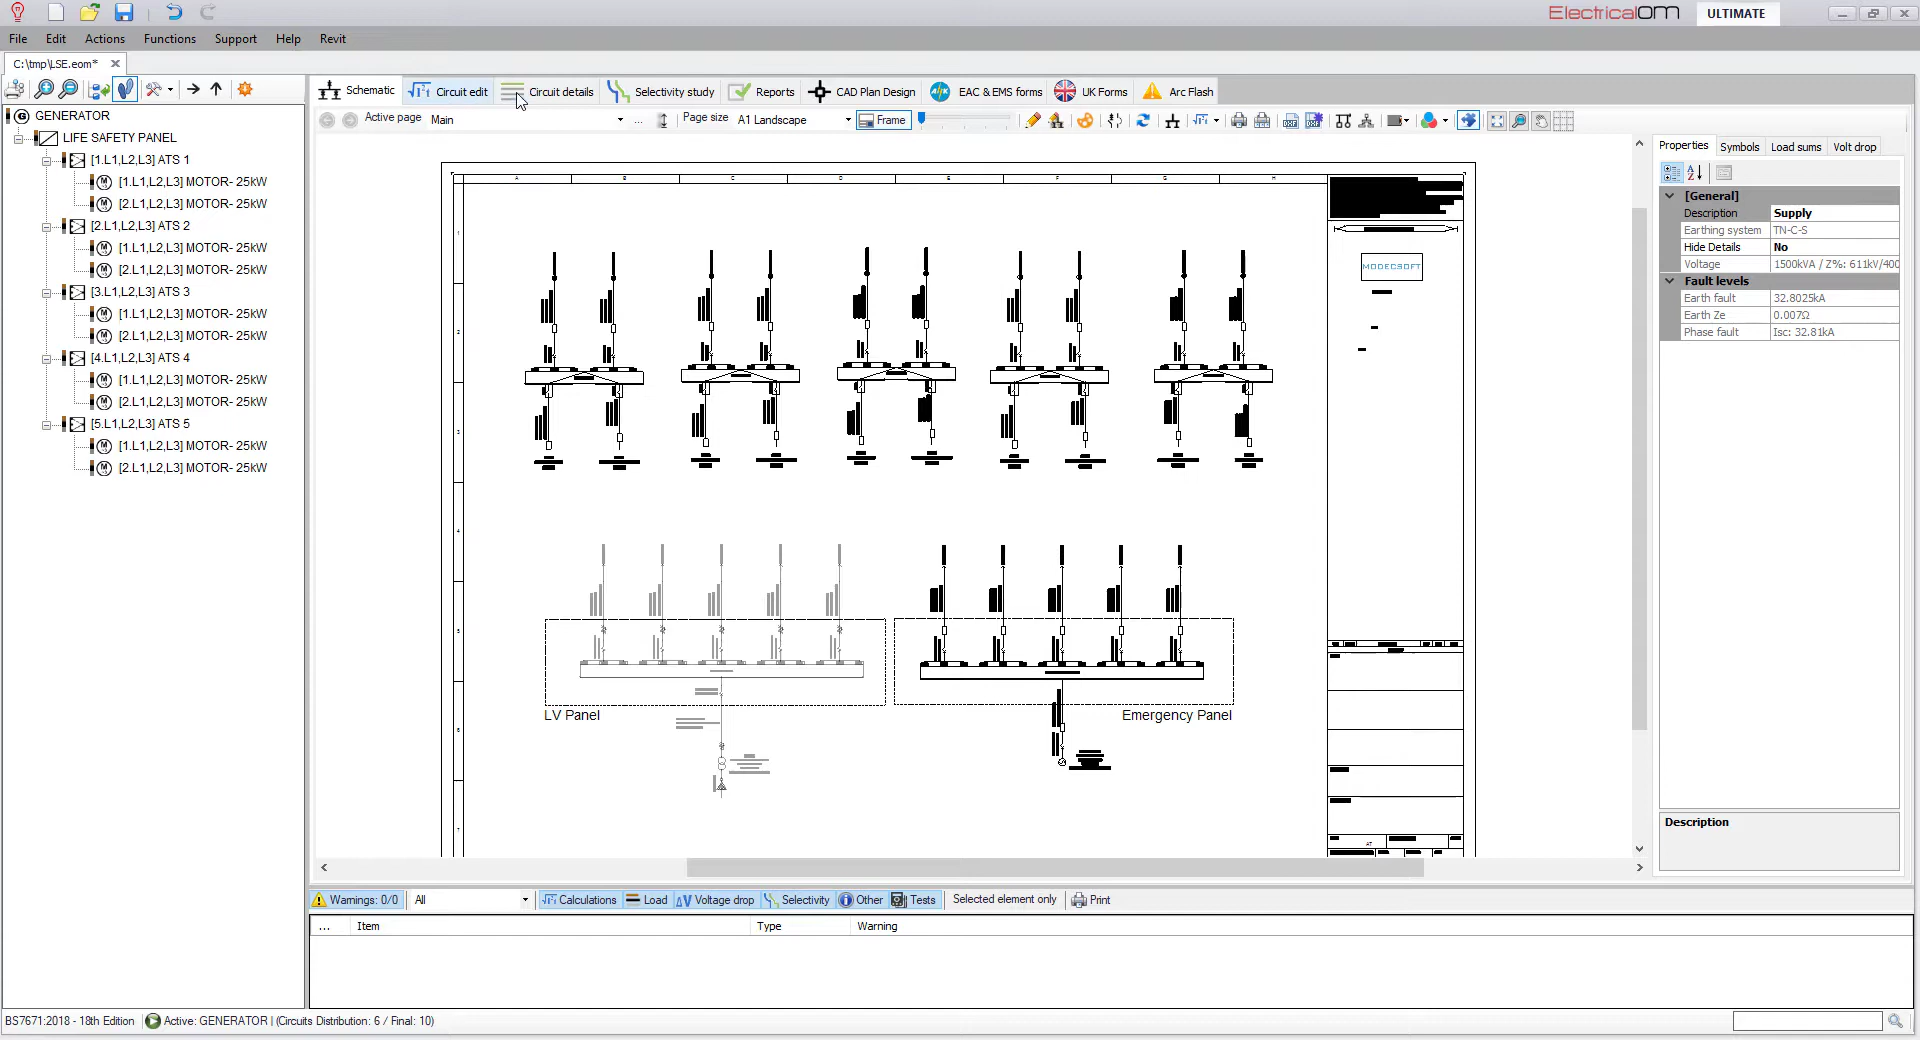 ElectricalOM ULTIMATE
File Edit Actions Functions Support Help Revit
C:\tmp\LSE.eom*
Schematic Circuit edit Circuit details Selectivity study Reports CAD Plan Design EAC & EMS forms UK Forms Arc Flash
Active page Main ... Page size A1 Landscape Frame
GENERATOR
LIFE SAFETY PANEL
[1.L1,L2,L3] ATS 1
[1.L1,L2,L3] MOTOR- 25kW
[2.L1,L2,L3] MOTOR- 25kW
[2.L1,L2,L3] ATS 2
[1.L1,L2,L3] MOTOR- 25kW
[2.L1,L2,L3] MOTOR- 25kW
[3.L1,L2,L3] ATS 3
[1.L1,L2,L3] MOTOR- 25kW
[2.L1,L2,L3] MOTOR- 25kW
[4.L1,L2,L3] ATS 4
[1.L1,L2,L3] MOTOR- 25kW
[2.L1,L2,L3] MOTOR- 25kW
[5.L1,L2,L3] ATS 5
[1.L1,L2,L3] MOTOR- 25kW
[2.L1,L2,L3] MOTOR- 25kW
MODECSOFT
LV Panel
Emergency Panel
Properties Symbols Load sums Volt drop
[General]
Description Supply
Earthing system TN-C-S
Hide Details No
Voltage 1500kVA / Z%: 611kV/400
Fault levels
Earth fault 32.8025kA
Earth Ze 0.007Ω
Phase fault Isc: 32.81kA
Description
Warnings: 0/0 All Calculations Load Voltage drop Selectivity Other Tests Selected element only Print
... Item Type Warning
BS7671:2018 - 18th Edition Active: GENERATOR | (Circuits Distribution: 6 / Final: 10)